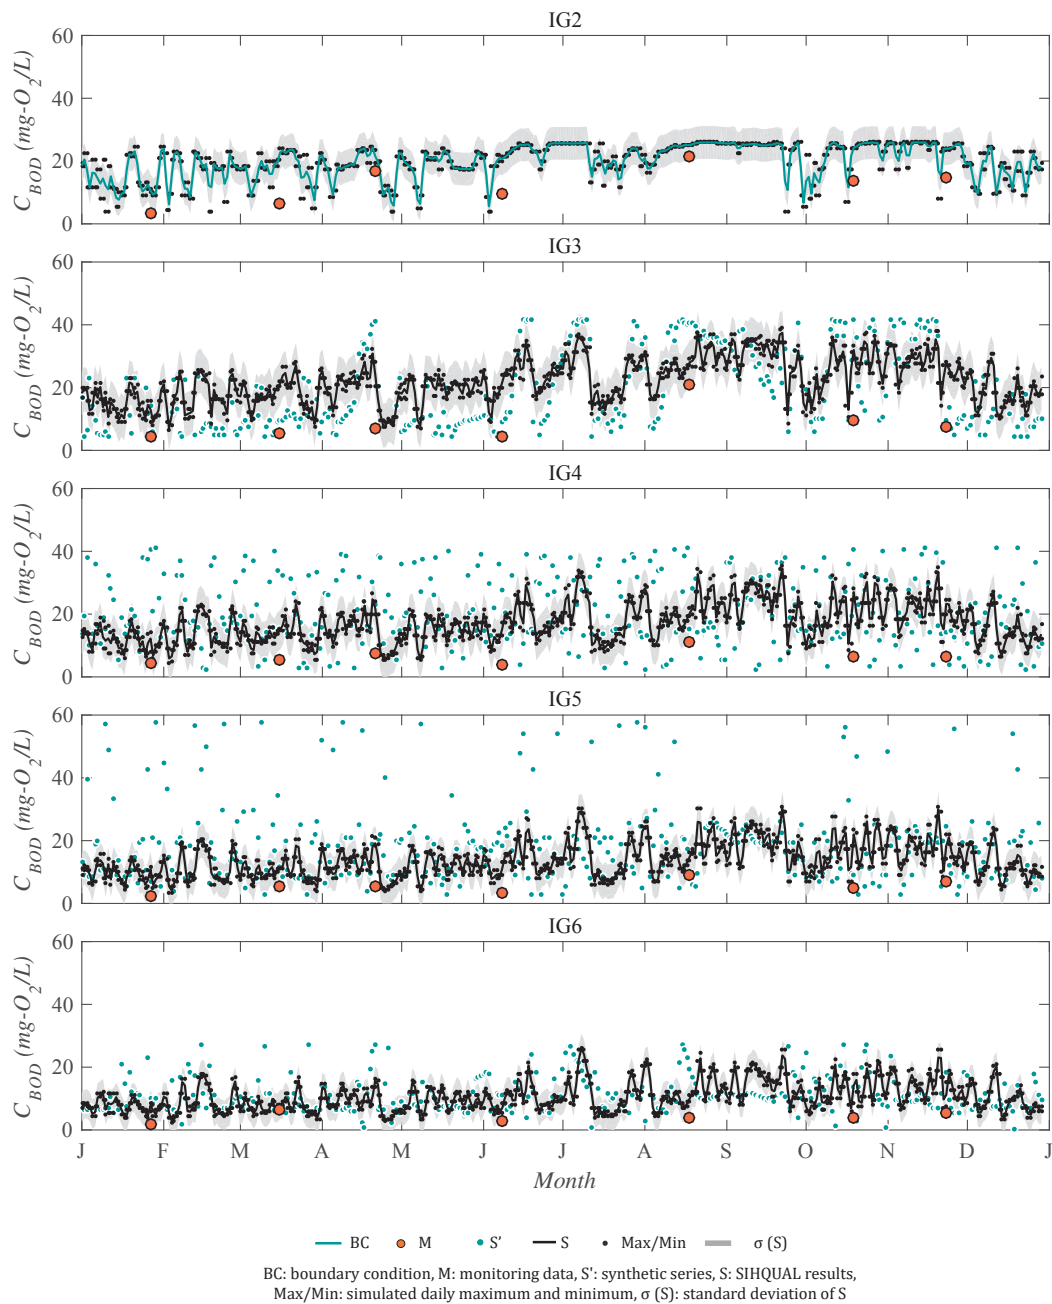 IG2
60
40
20
0
C_BOD (mg-O_2/L)
IG3
60
40
20
0
C_BOD (mg-O_2/L)
IG4
60
40
20
0
C_BOD (mg-O_2/L)
IG5
60
40
20
0
C_BOD (mg-O_2/L)
IG6
60
40
20
0
C_BOD (mg-O_2/L)
J F M A M J J A S O N D J
Month
BC M S' S Max/Min σ (S)
BC: boundary condition, M: monitoring data, S': synthetic series, S: SIHQUAL results,
Max/Min: simulated daily maximum and minimum, σ (S): standard deviation of S